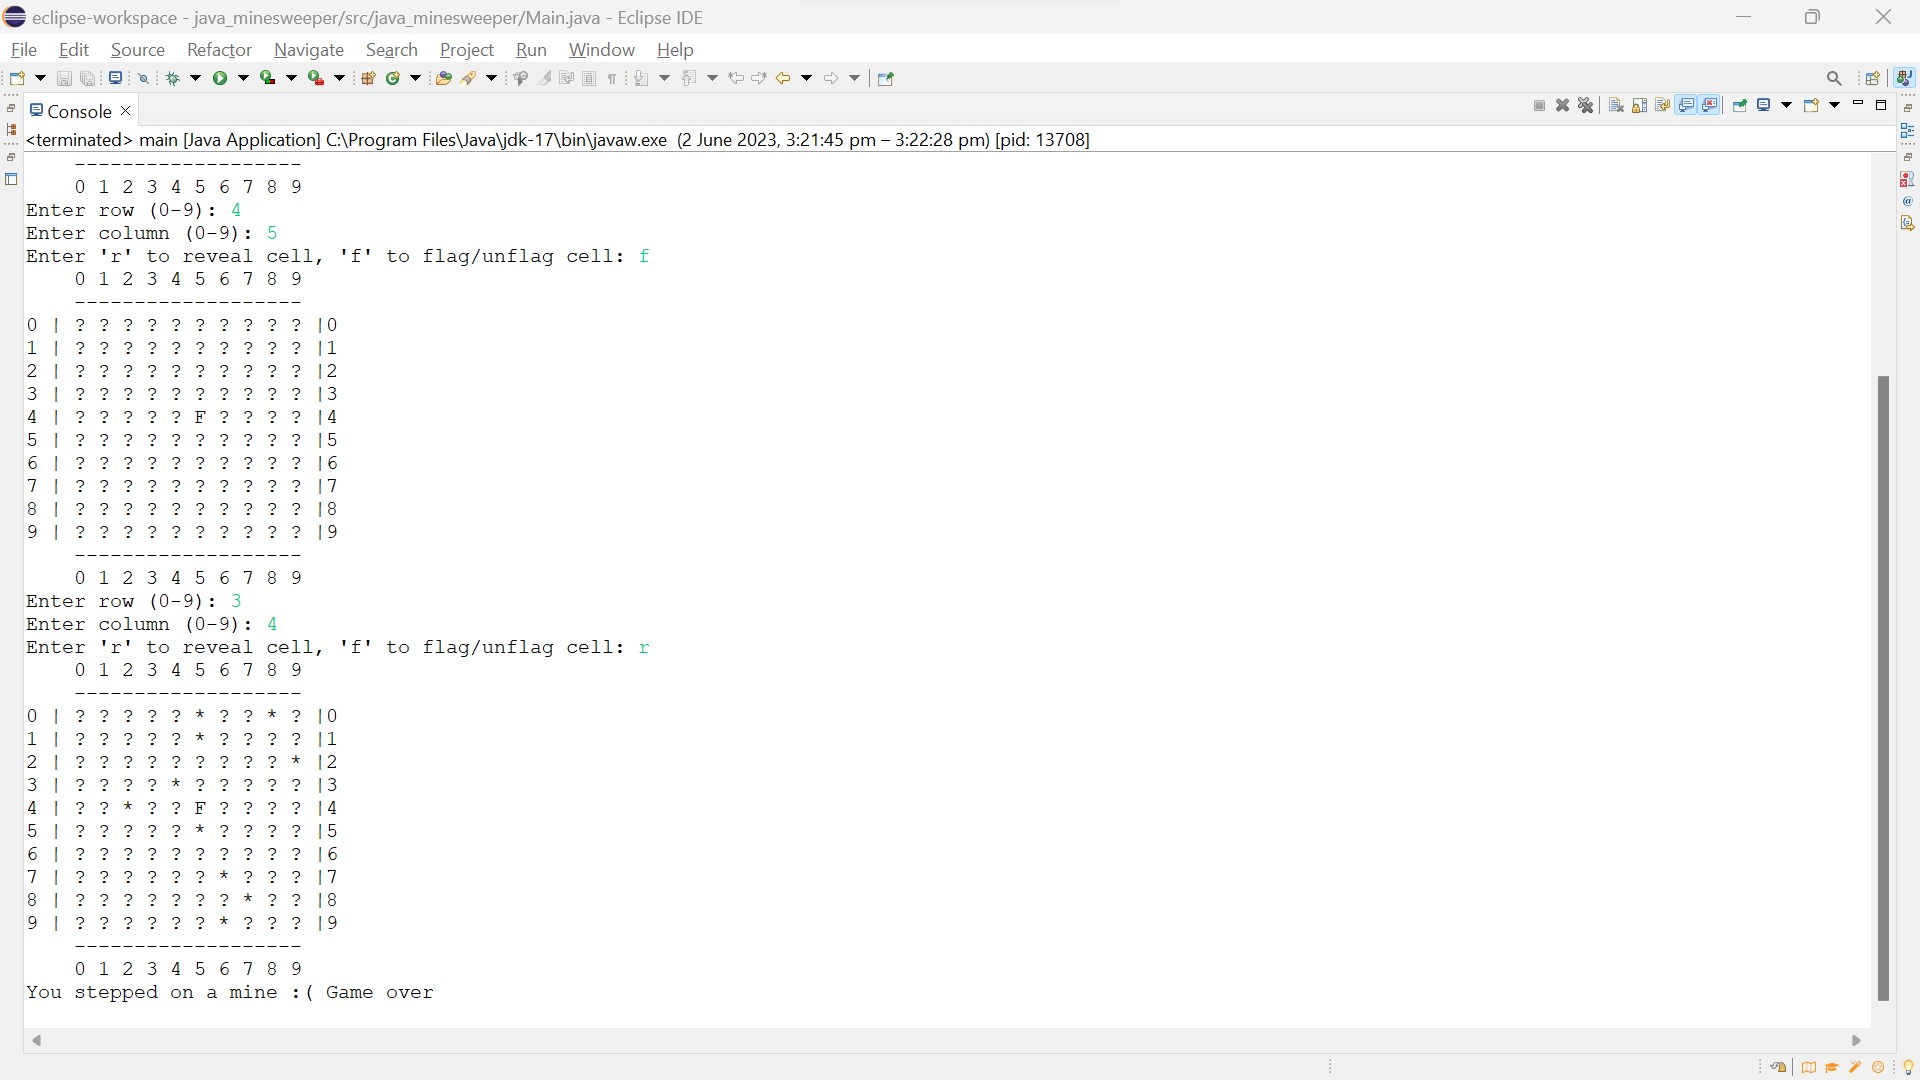 eclipse-workspace - java_minesweeper/src/java_minesweeper/Main.java - Eclipse IDE
File Edit Source Refactor Navigate Search Project Run Window Help
Console
<terminated> main [Java Application] C:\Program Files\Java\jdk-17\bin\javaw.exe (2 June 2023, 3:21:45 pm – 3:22:28 pm) [pid: 13708]
    -------------------
    0 1 2 3 4 5 6 7 8 9
Enter row (0-9): 4
Enter column (0-9): 5
Enter 'r' to reveal cell, 'f' to flag/unflag cell: f
    0 1 2 3 4 5 6 7 8 9
    -------------------
0 | ? ? ? ? ? ? ? ? ? ? |0
1 | ? ? ? ? ? ? ? ? ? ? |1
2 | ? ? ? ? ? ? ? ? ? ? |2
3 | ? ? ? ? ? ? ? ? ? ? |3
4 | ? ? ? ? ? F ? ? ? ? |4
5 | ? ? ? ? ? ? ? ? ? ? |5
6 | ? ? ? ? ? ? ? ? ? ? |6
7 | ? ? ? ? ? ? ? ? ? ? |7
8 | ? ? ? ? ? ? ? ? ? ? |8
9 | ? ? ? ? ? ? ? ? ? ? |9
    -------------------
    0 1 2 3 4 5 6 7 8 9
Enter row (0-9): 3
Enter column (0-9): 4
Enter 'r' to reveal cell, 'f' to flag/unflag cell: r
    0 1 2 3 4 5 6 7 8 9
    -------------------
0 | ? ? ? ? ? * ? ? * ? |0
1 | ? ? ? ? ? * ? ? ? ? |1
2 | ? ? ? ? ? ? ? ? ? * |2
3 | ? ? ? ? * ? ? ? ? ? |3
4 | ? ? * ? ? F ? ? ? ? |4
5 | ? ? ? ? ? * ? ? ? ? |5
6 | ? ? ? ? ? ? ? ? ? ? |6
7 | ? ? ? ? ? ? * ? ? ? |7
8 | ? ? ? ? ? ? ? * ? ? |8
9 | ? ? ? ? ? ? * ? ? ? |9
    -------------------
    0 1 2 3 4 5 6 7 8 9
You stepped on a mine :( Game over